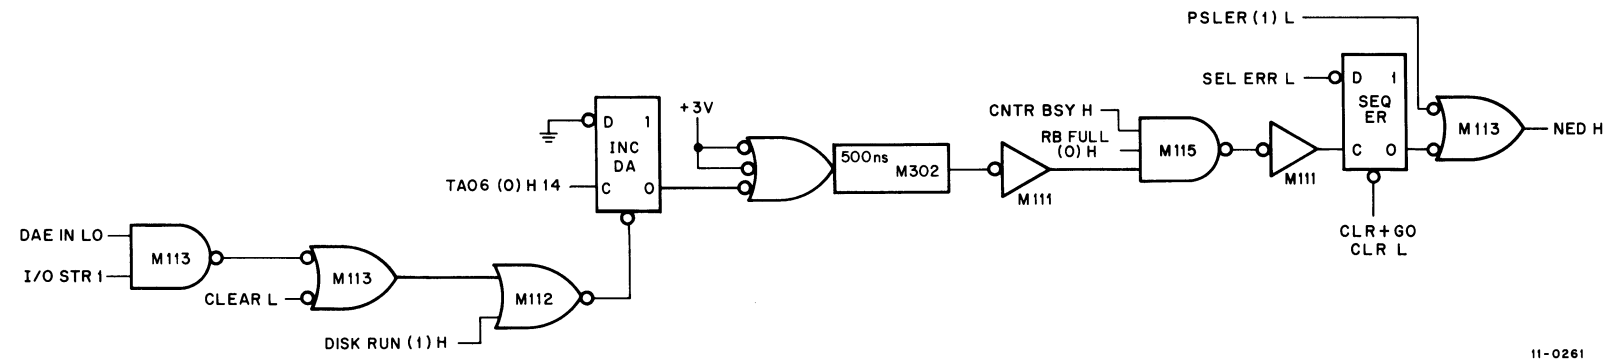 PSLER (1) L
SEL ERR L
D 1
SEQ
ER
C 0
M113
NED H
CLR + GO
CLR L
CNTR BSY H
RB FULL
(0) H
M115
M111
+3V
500ns
M302
M111
D 1
INC
DA
C 0
TA06 (0) H 14
DAE IN LO
I/O STR 1
M113
CLEAR L
M113
M112
DISK RUN (1) H
11-0261